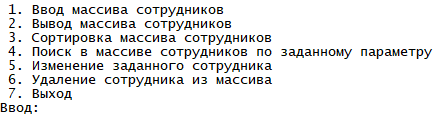 1. Ввод массива сотрудников
2. Вывод массива сотрудников
3. Сортировка массива сотрудников
4. Поиск в массиве сотрудников по заданному параметру
5. Изменение заданного сотрудника
6. Удаление сотрудника из массива
7. Выход
Ввод: